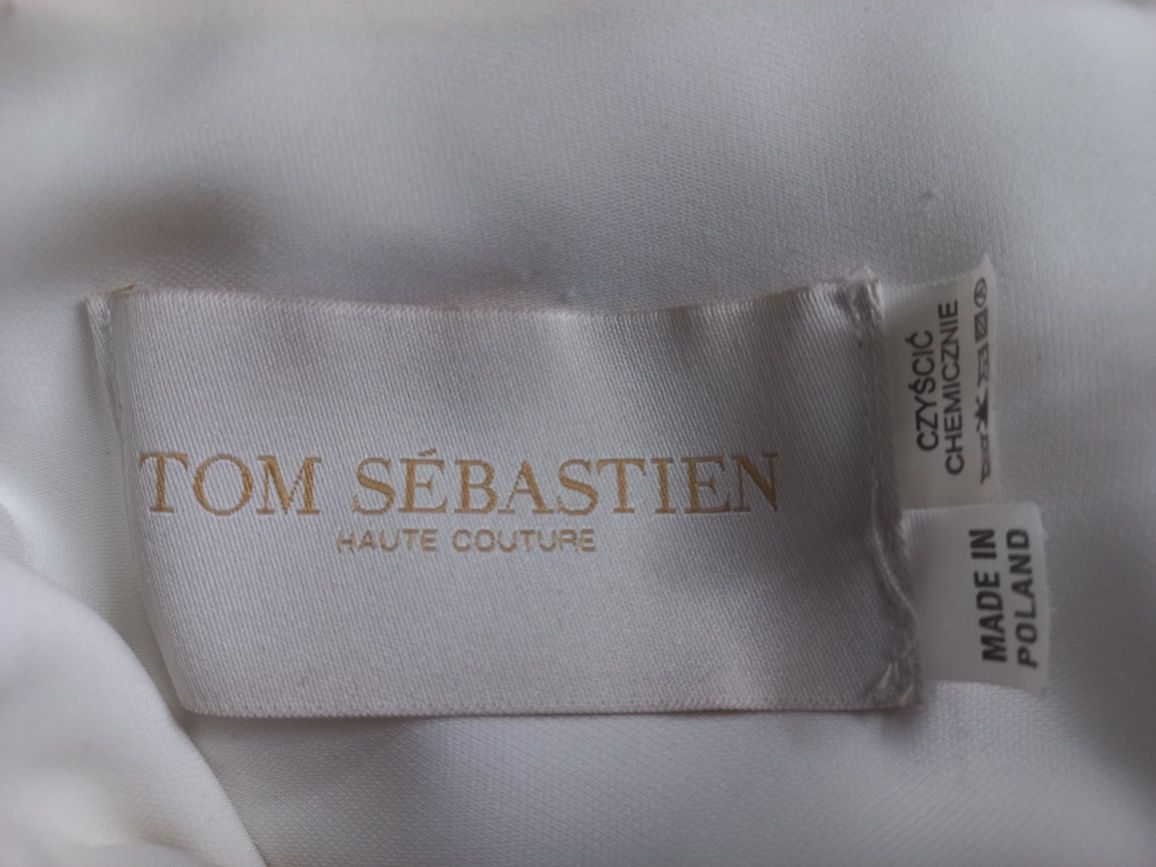 TOM SÉBASTIEN
HAUTE COUTURE
CZYŚCIĆ
CHEMICZNIE
MADE IN
POLAND